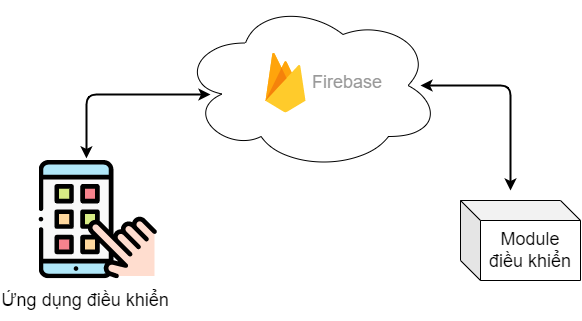 Firebase
Module
điều khiển
Ứng dụng điều khiển